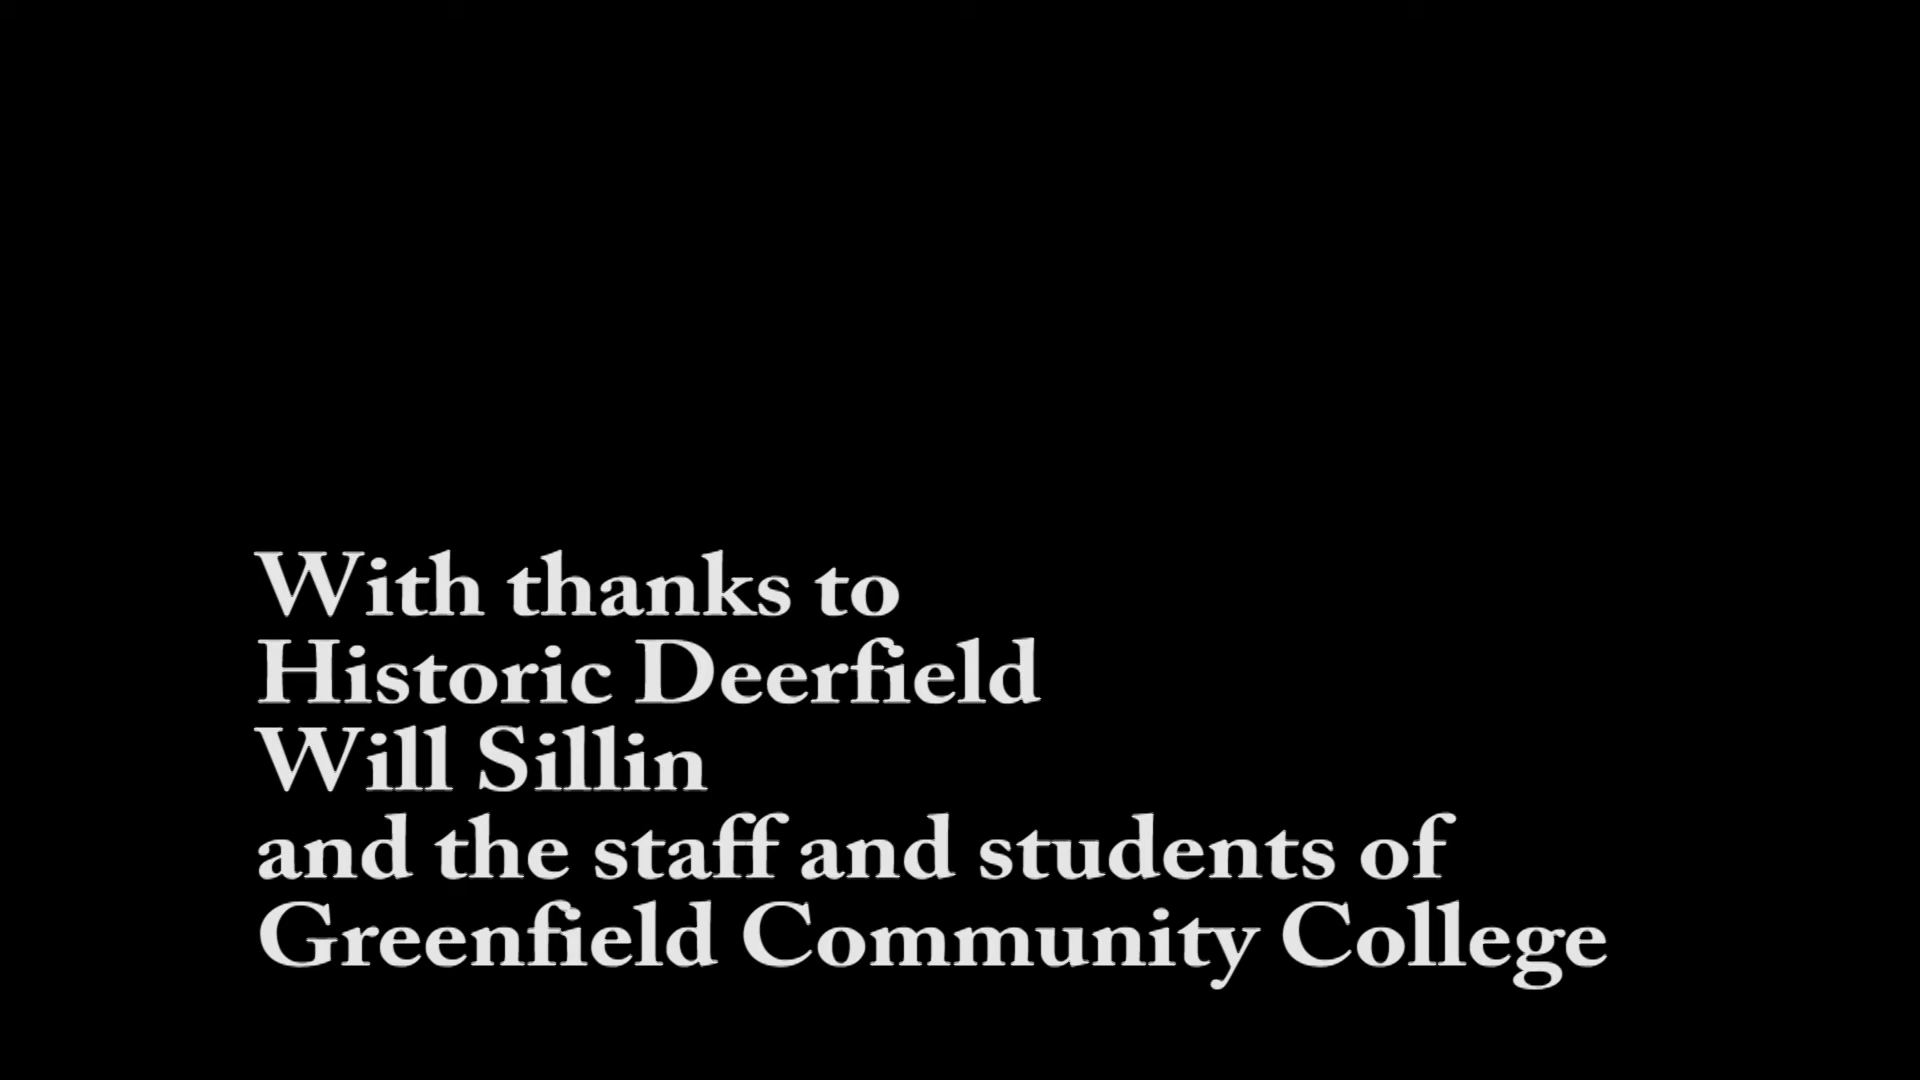 With thanks to
Historic Deerfield
Will Sillin
and the staff and students of
Greenfield Community College